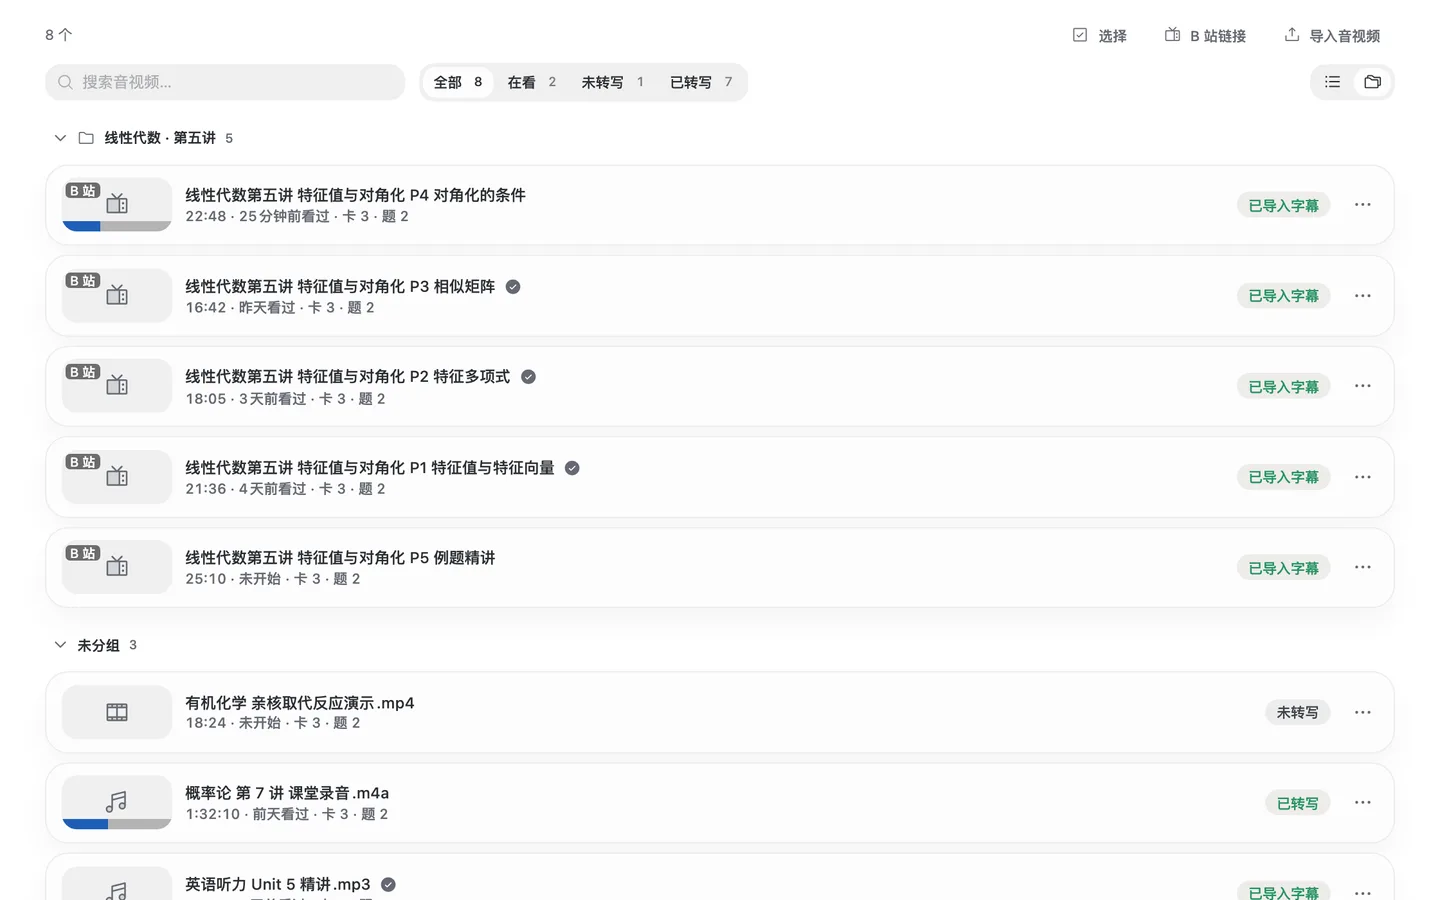 8 个
选择
B 站链接
导入音视频
搜索音视频...
全部 8
在看 2
未转写 1
已转写 7
线性代数 · 第五讲 5
B 站
线性代数第五讲 特征值与对角化 P4 对角化的条件
22:48 · 25 分钟前看过 · 卡 3 · 题 2
已导入字幕
B 站
线性代数第五讲 特征值与对角化 P3 相似矩阵
16:42 · 昨天看过 · 卡 3 · 题 2
已导入字幕
B 站
线性代数第五讲 特征值与对角化 P2 特征多项式
18:05 · 3 天前看过 · 卡 3 · 题 2
已导入字幕
B 站
线性代数第五讲 特征值与对角化 P1 特征值与特征向量
21:36 · 4 天前看过 · 卡 3 · 题 2
已导入字幕
B 站
线性代数第五讲 特征值与对角化 P5 例题精讲
25:10 · 未开始 · 卡 3 · 题 2
已导入字幕
未分组 3
有机化学 亲核取代反应演示.mp4
18:24 · 未开始 · 卡 3 · 题 2
未转写
概率论 第 7 讲 课堂录音.m4a
1:32:10 · 前天看过 · 卡 3 · 题 2
已转写
英语听力 Unit 5 精讲.mp3
已导入字幕